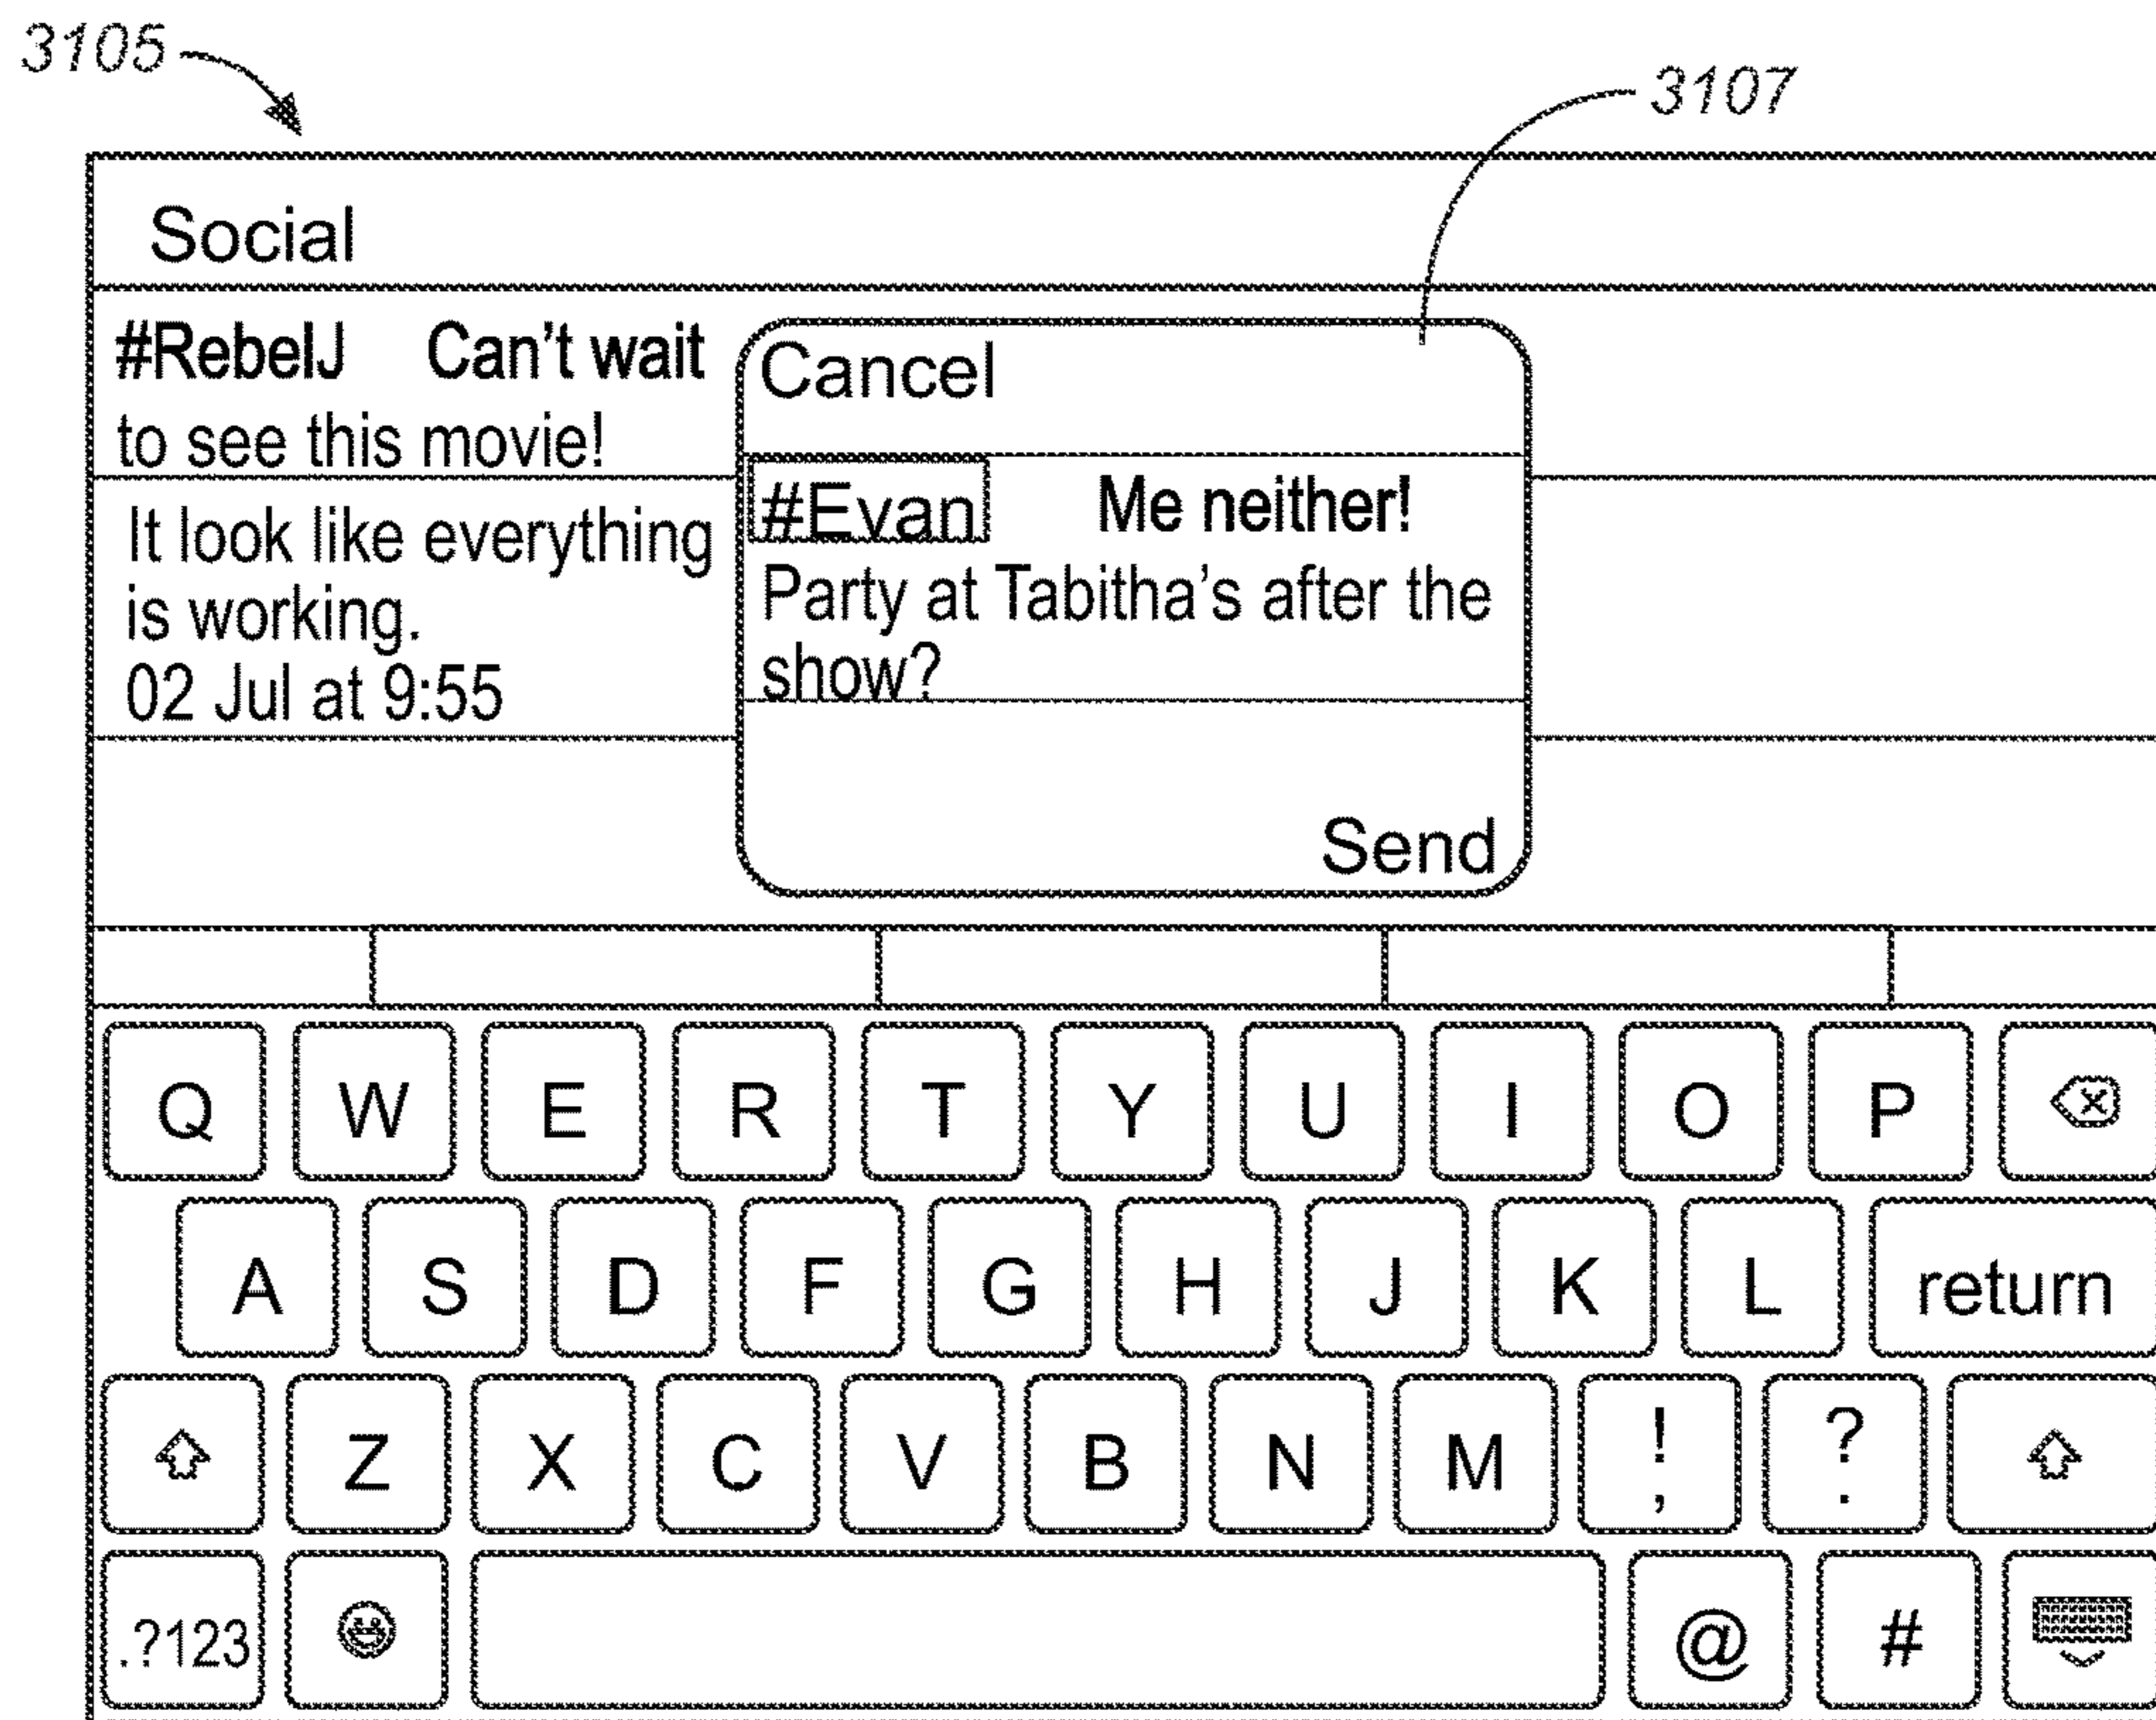 3105
3107
Social
#RebelJ Can't wait
to see this movie!
It look like everything
is working.
02 Jul at 9:55
Cancel
#Evan Me neither!
Party at Tabitha's after the
show?
Send
Q W E R T Y U I O P
A S D F G H J K L return
Z X C V B N M ! , ? .
.?123 @ #